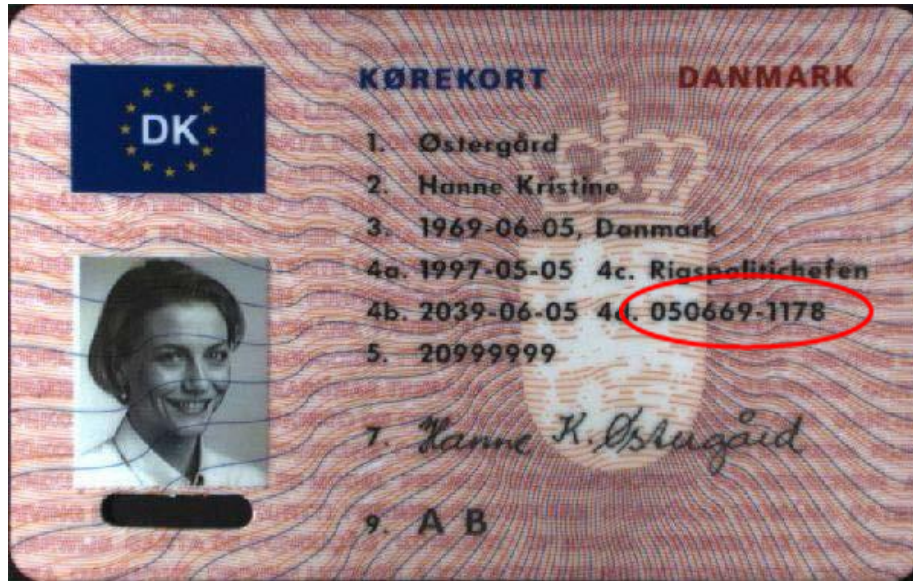 DK
KØREKORT DANMARK
1. Østergård
2. Hanne Kristine
3. 1969-06-05, Danmark
4a. 1997-05-05 4c. Rigspolitichefen
4b. 2039-06-05 4d. 050669-1178
5. 20999999
7. Hanne K. Østergård
9. A B